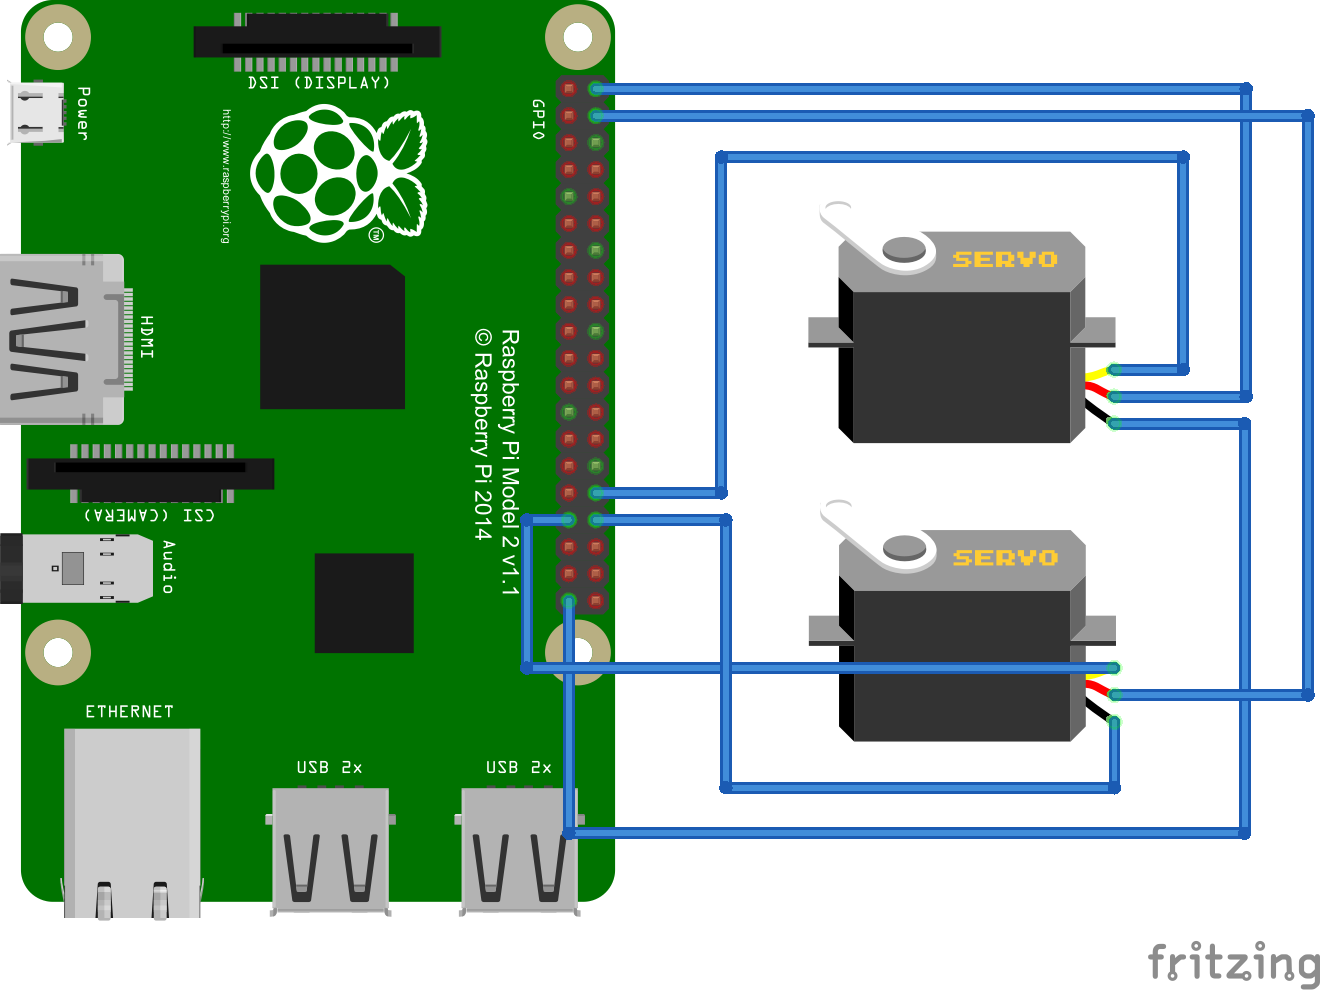 DSI (DISPLAY)
Power
GPIO
http://www.raspberrypi.org
TM
SERVO
HDMI
Raspberry Pi Model 2 v1.1
© Raspberry Pi 2014
CSI (CAMERA)
Audio
SERVO
ETHERNET
USB 2x
USB 2x
fritzing